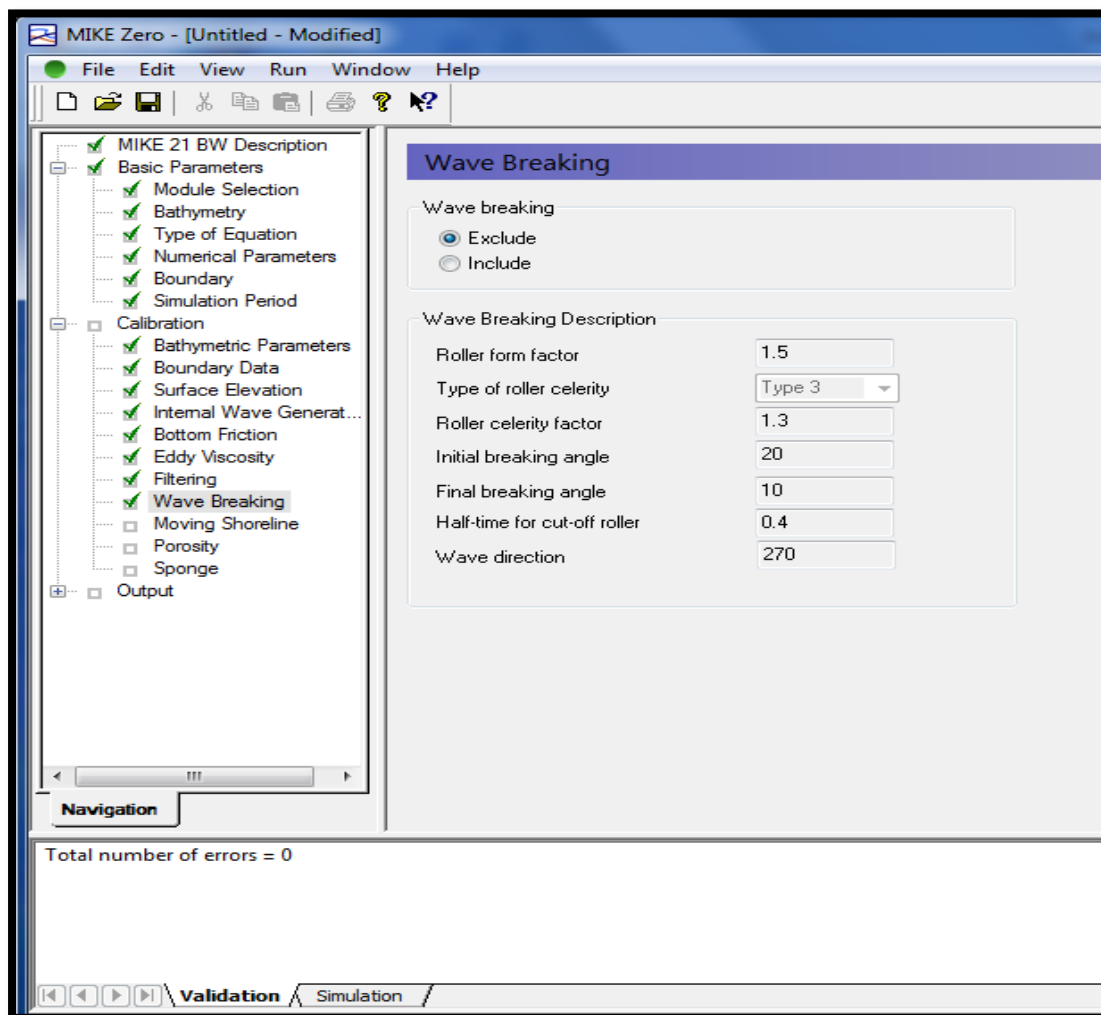 MIKE Zero - [Untitled - Modified]
File Edit View Run Window Help
MIKE 21 BW Description
Basic Parameters
Module Selection
Bathymetry
Type of Equation
Numerical Parameters
Boundary
Simulation Period
Calibration
Bathymetric Parameters
Boundary Data
Surface Elevation
Internal Wave Generat...
Bottom Friction
Eddy Viscosity
Filtering
Wave Breaking
Moving Shoreline
Porosity
Sponge
Output
Navigation
Wave Breaking
Wave breaking
Exclude
Include
Wave Breaking Description
Roller form factor 1.5
Type of roller celerity Type 3
Roller celerity factor 1.3
Initial breaking angle 20
Final breaking angle 10
Half-time for cut-off roller 0.4
Wave direction 270
Total number of errors = 0
Validation Simulation